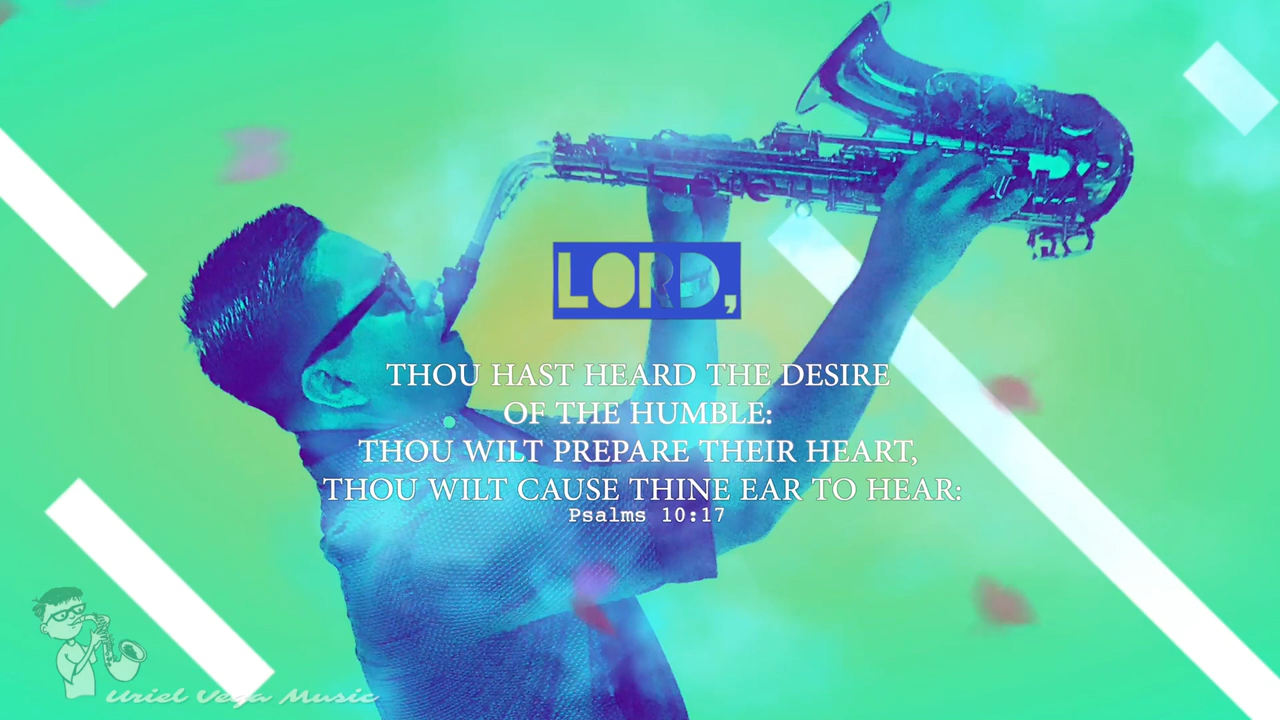 LORD,
THOU HAST HEARD THE DESIRE
OF THE HUMBLE:
THOU WILT PREPARE THEIR HEART,
THOU WILT CAUSE THINE EAR TO HEAR:
Psalms 10:17
Uriel Vega Music